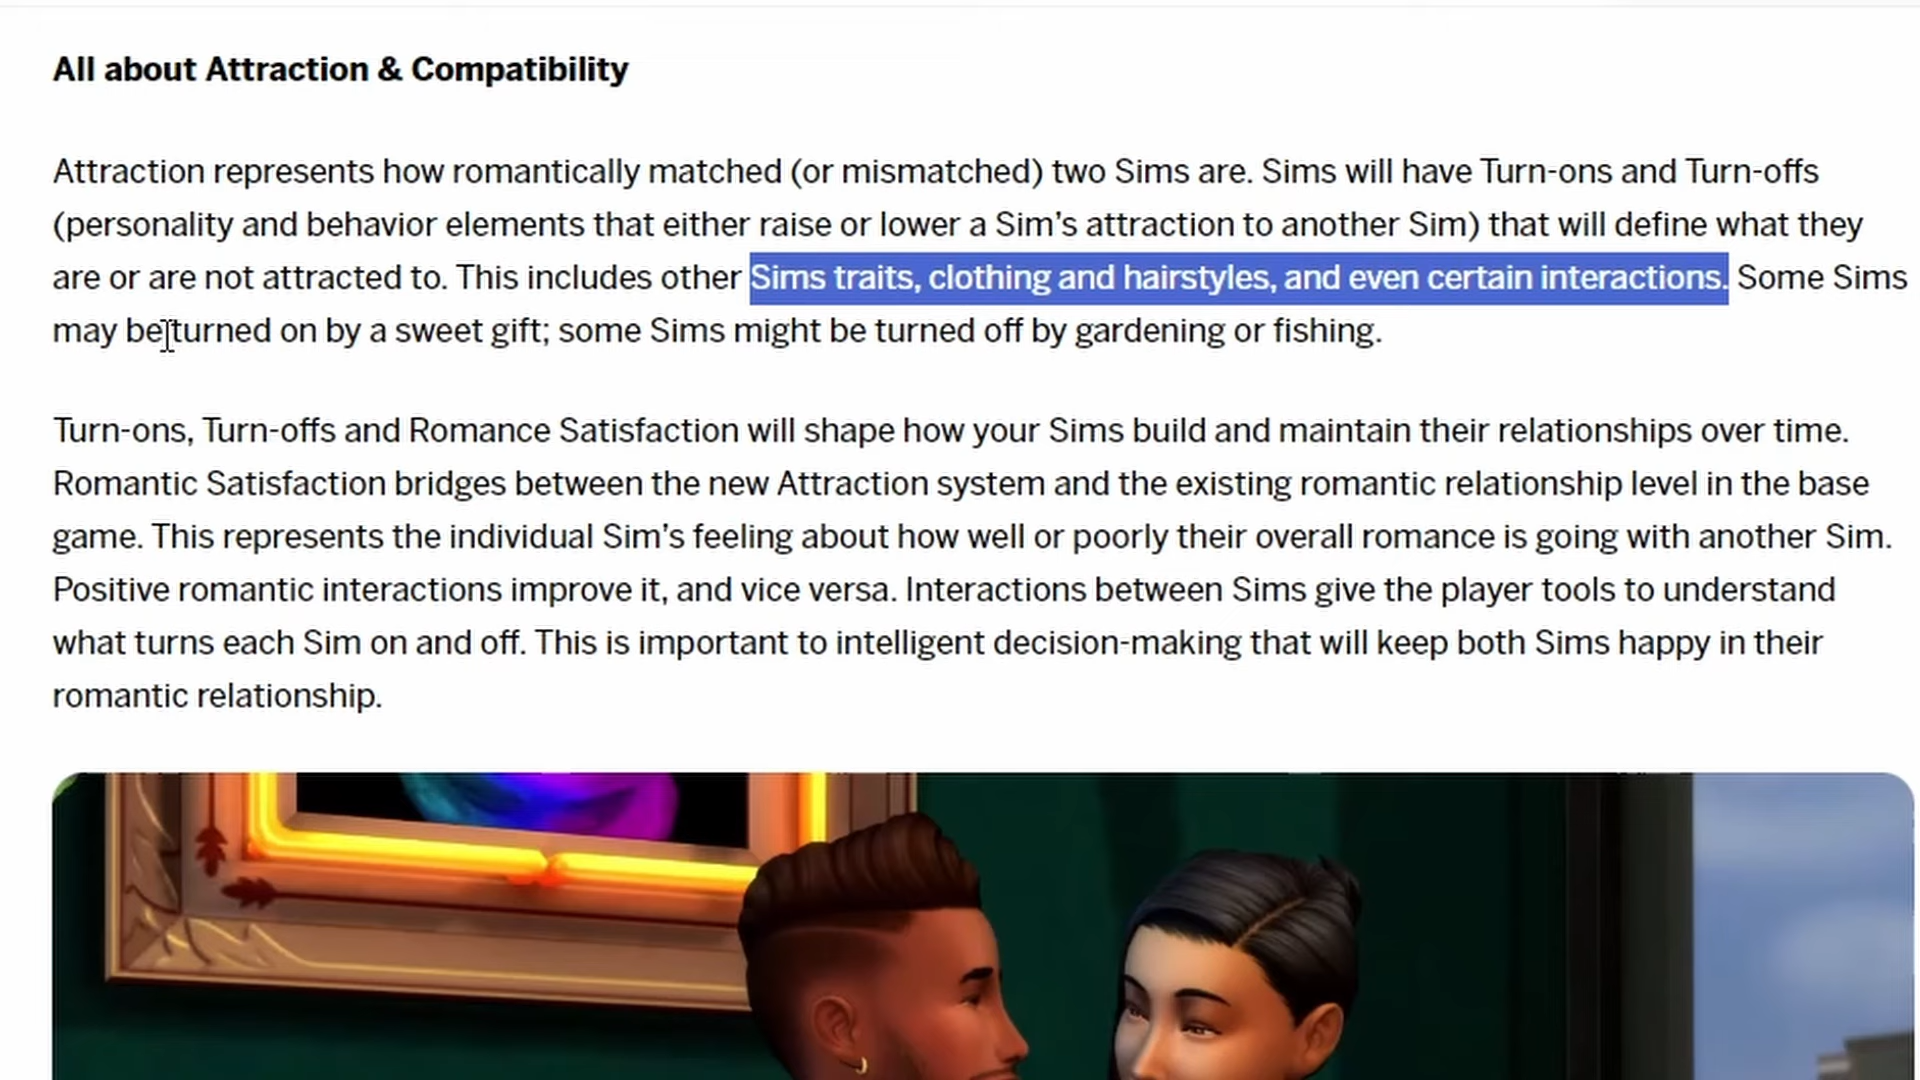 All about Attraction & Compatibility
Attraction represents how romantically matched (or mismatched) two Sims are. Sims will have Turn-ons and Turn-offs
(personality and behavior elements that either raise or lower a Sim’s attraction to another Sim) that will define what they
are or are not attracted to. This includes other Sims traits, clothing and hairstyles, and even certain interactions. Some Sims
may be turned on by a sweet gift; some Sims might be turned off by gardening or fishing.
Turn-ons, Turn-offs and Romance Satisfaction will shape how your Sims build and maintain their relationships over time.
Romantic Satisfaction bridges between the new Attraction system and the existing romantic relationship level in the base
game. This represents the individual Sim’s feeling about how well or poorly their overall romance is going with another Sim.
Positive romantic interactions improve it, and vice versa. Interactions between Sims give the player tools to understand
what turns each Sim on and off. This is important to intelligent decision-making that will keep both Sims happy in their
romantic relationship.